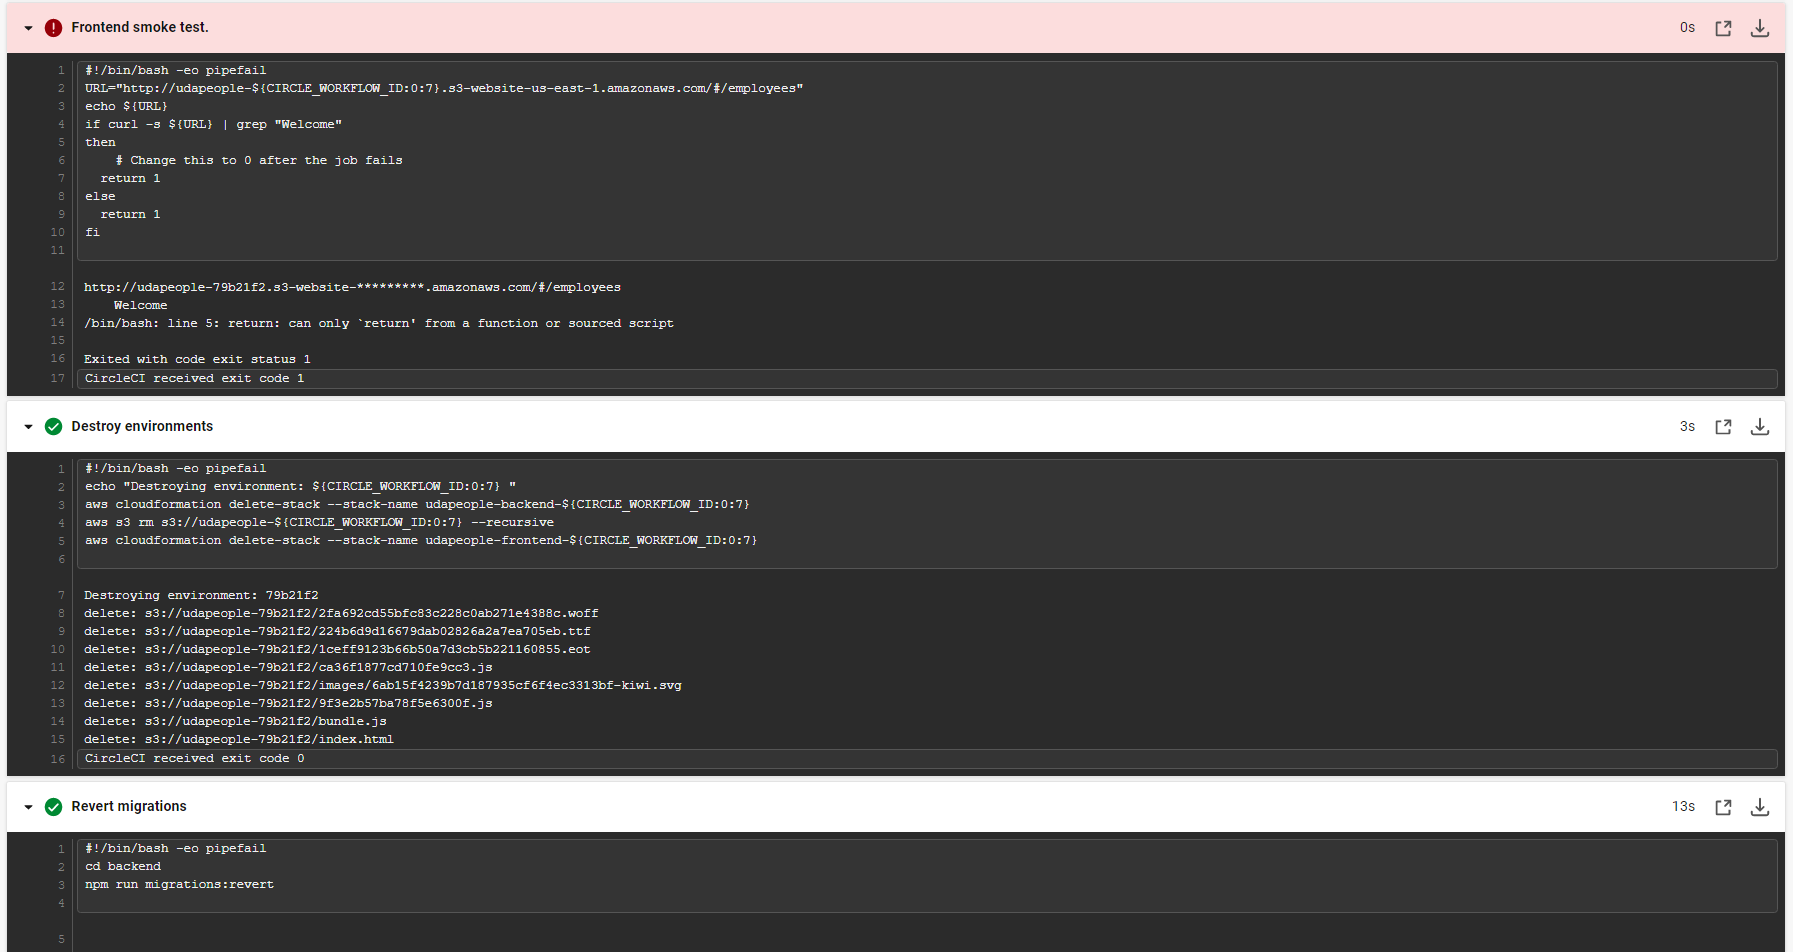 Frontend smoke test.
0s
1 #!/bin/bash -eo pipefail
2 URL="http://udapeople-${CIRCLE_WORKFLOW_ID:0:7}.s3-website-us-east-1.amazonaws.com/#/employees"
3 echo ${URL}
4 if curl -s ${URL} | grep "Welcome"
5 then
6     # Change this to 0 after the job fails
7   return 1
8 else
9   return 1
10 fi
11
12 http://udapeople-79b21f2.s3-website-*********.amazonaws.com/#/employees
13     Welcome
14 /bin/bash: line 5: return: can only `return' from a function or sourced script
15
16 Exited with code exit status 1
17 CircleCI received exit code 1
Destroy environments
3s
1 #!/bin/bash -eo pipefail
2 echo "Destroying environment: ${CIRCLE_WORKFLOW_ID:0:7} "
3 aws cloudformation delete-stack --stack-name udapeople-backend-${CIRCLE_WORKFLOW_ID:0:7}
4 aws s3 rm s3://udapeople-${CIRCLE_WORKFLOW_ID:0:7} --recursive
5 aws cloudformation delete-stack --stack-name udapeople-frontend-${CIRCLE_WORKFLOW_ID:0:7}
6
7 Destroying environment: 79b21f2
8 delete: s3://udapeople-79b21f2/2fa692cd55bfc83c228c0ab271e4388c.woff
9 delete: s3://udapeople-79b21f2/224b6d9d16679dab02826a2a7ea705eb.ttf
10 delete: s3://udapeople-79b21f2/1ceff9123b66b50a7d3cb5b221160855.eot
11 delete: s3://udapeople-79b21f2/ca36f1877cd710fe9cc3.js
12 delete: s3://udapeople-79b21f2/images/6ab15f4239b7d187935cf6f4ec3313bf-kiwi.svg
13 delete: s3://udapeople-79b21f2/9f3e2b57ba78f5e6300f.js
14 delete: s3://udapeople-79b21f2/bundle.js
15 delete: s3://udapeople-79b21f2/index.html
16 CircleCI received exit code 0
Revert migrations
13s
1 #!/bin/bash -eo pipefail
2 cd backend
3 npm run migrations:revert
4
5